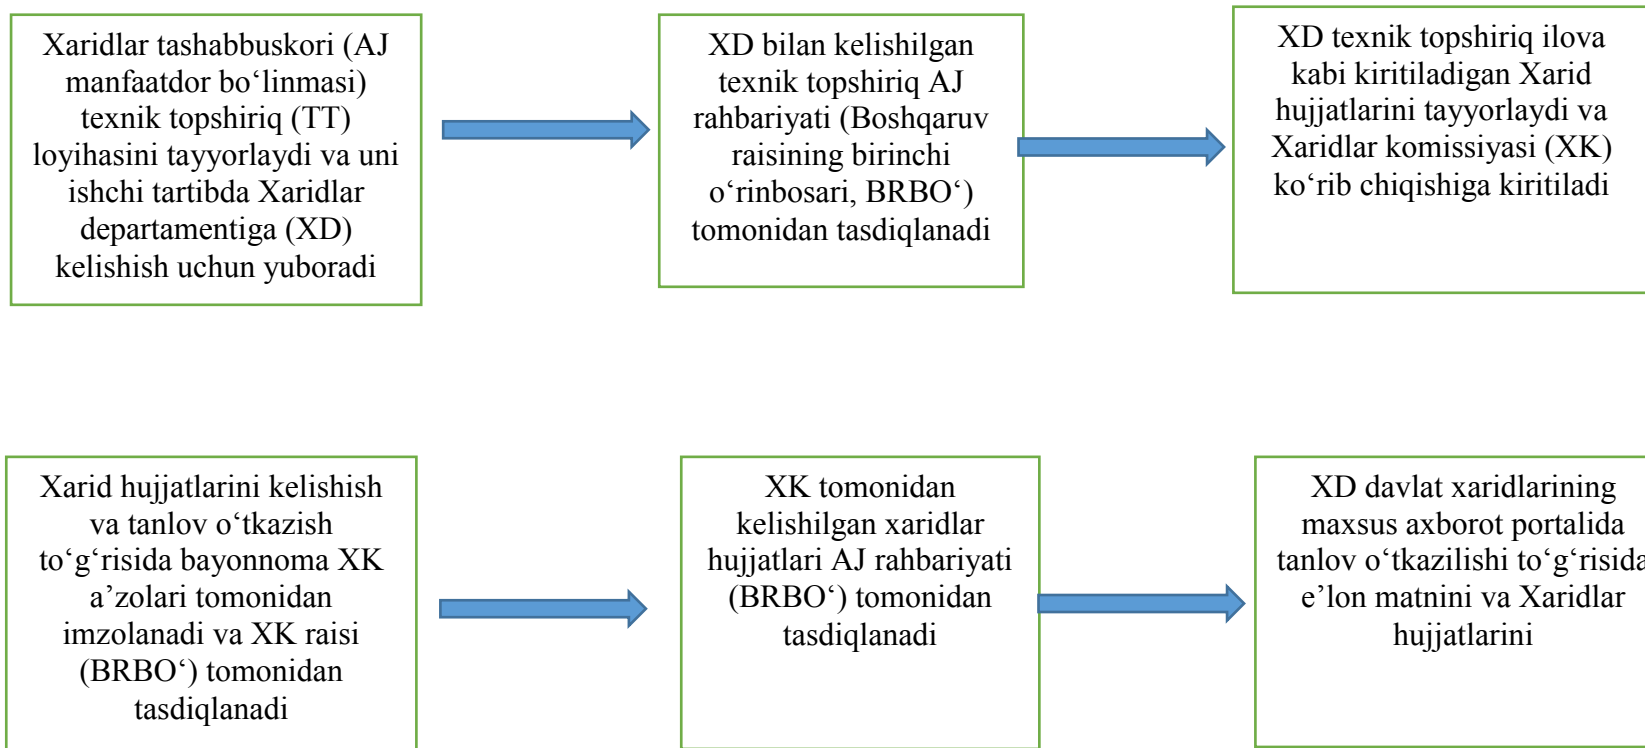 Xaridlar tashabbuskori (AJ
manfaatdor bo‘linmasi)
texnik topshiriq (TT)
loyihasini tayyorlaydi va uni
ishchi tartibda Xaridlar
departamentiga (XD)
kelishish uchun yuboradi
XD bilan kelishilgan
texnik topshiriq AJ
rahbariyati (Boshqaruv
raisining birinchi
o‘rinbosari, BRBO‘)
tomonidan tasdiqlanadi
XD texnik topshiriq ilova
kabi kiritiladigan Xarid
hujjatlarini tayyorlaydi va
Xaridlar komissiyasi (XK)
ko‘rib chiqishiga kiritiladi
Xarid hujjatlarini kelishish
va tanlov o‘tkazish
to‘g‘risida bayonnoma XK
a’zolari tomonidan
imzolanadi va XK raisi
(BRBO‘) tomonidan
tasdiqlanadi
XK tomonidan
kelishilgan xaridlar
hujjatlari AJ rahbariyati
(BRBO‘) tomonidan
tasdiqlanadi
XD davlat xaridlarining
maxsus axborot portalida
tanlov o‘tkazilishi to‘g‘risida
e’lon matnini va Xaridlar
hujjatlarini